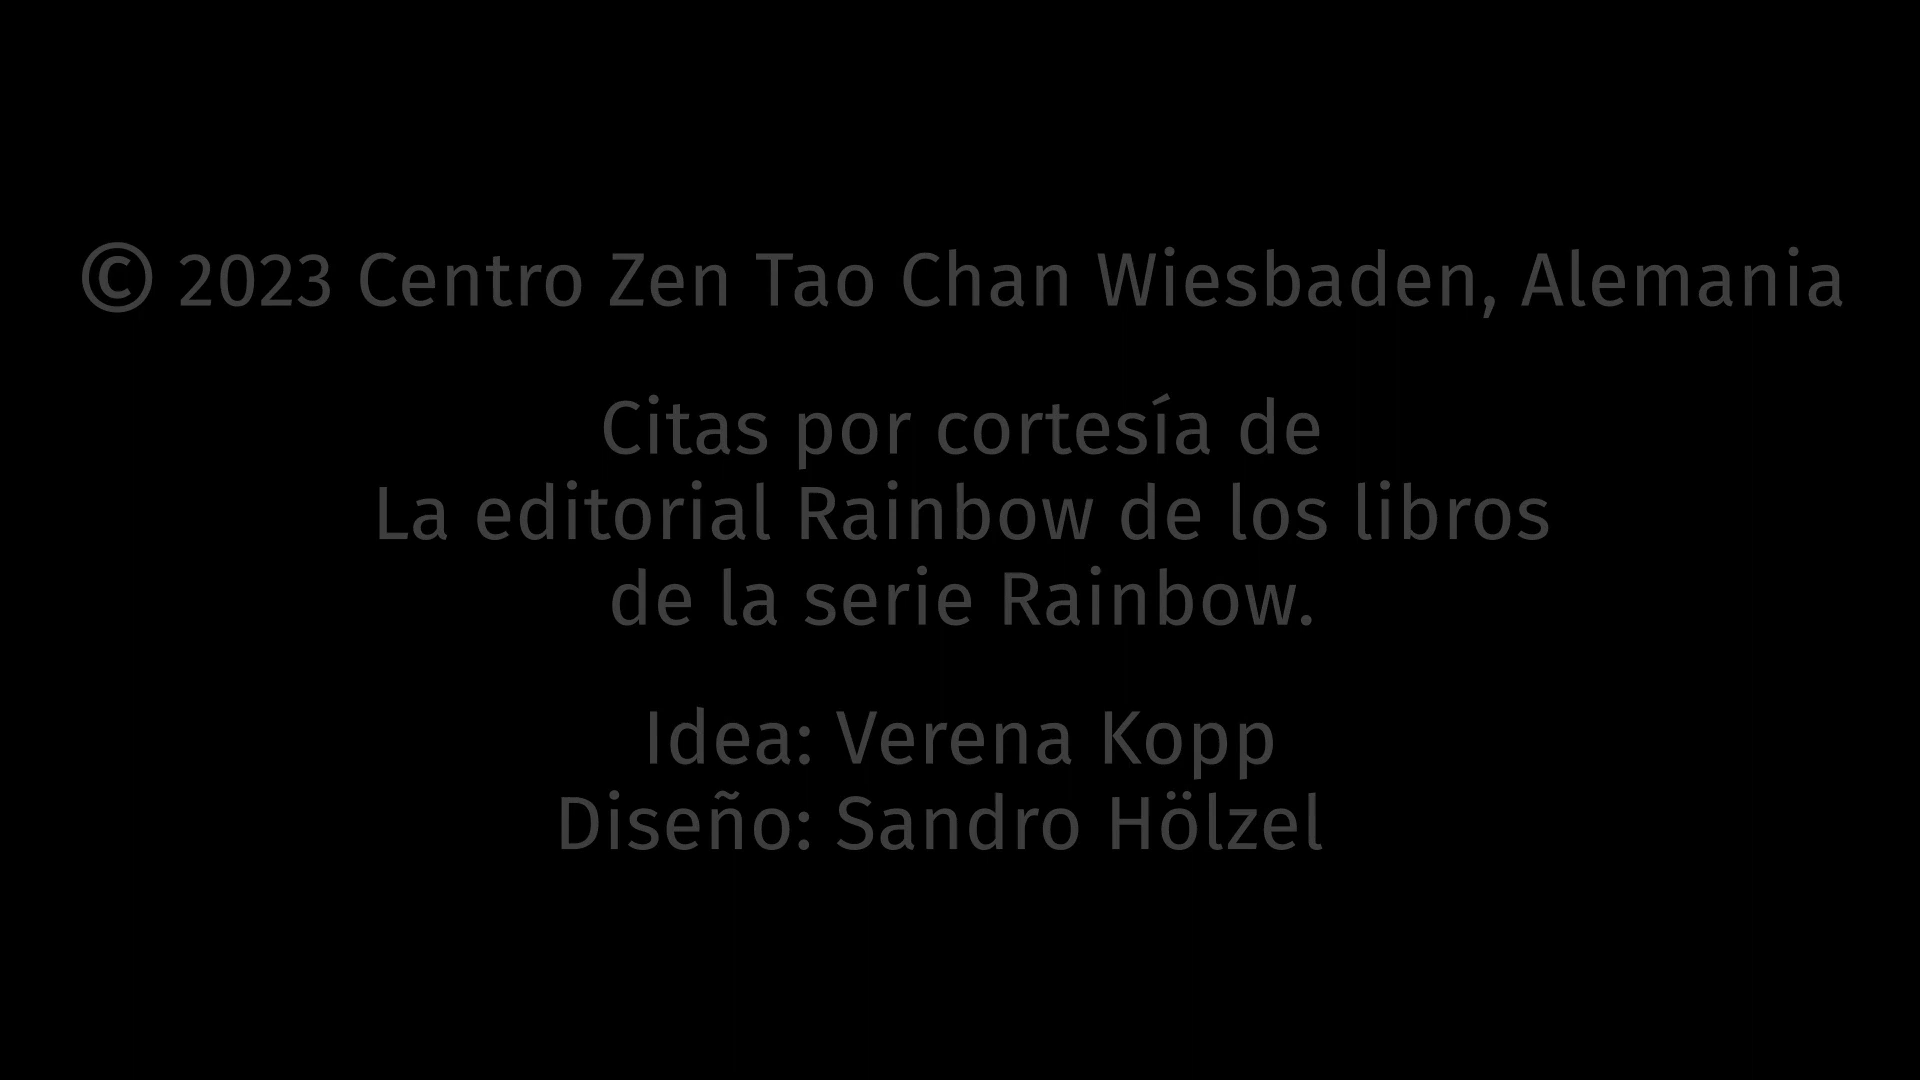 © 2023 Centro Zen Tao Chan Wiesbaden, Alemania
Citas por cortesía de
La editorial Rainbow de los libros
de la serie Rainbow.
Idea: Verena Kopp
Diseño: Sandro Hölzel